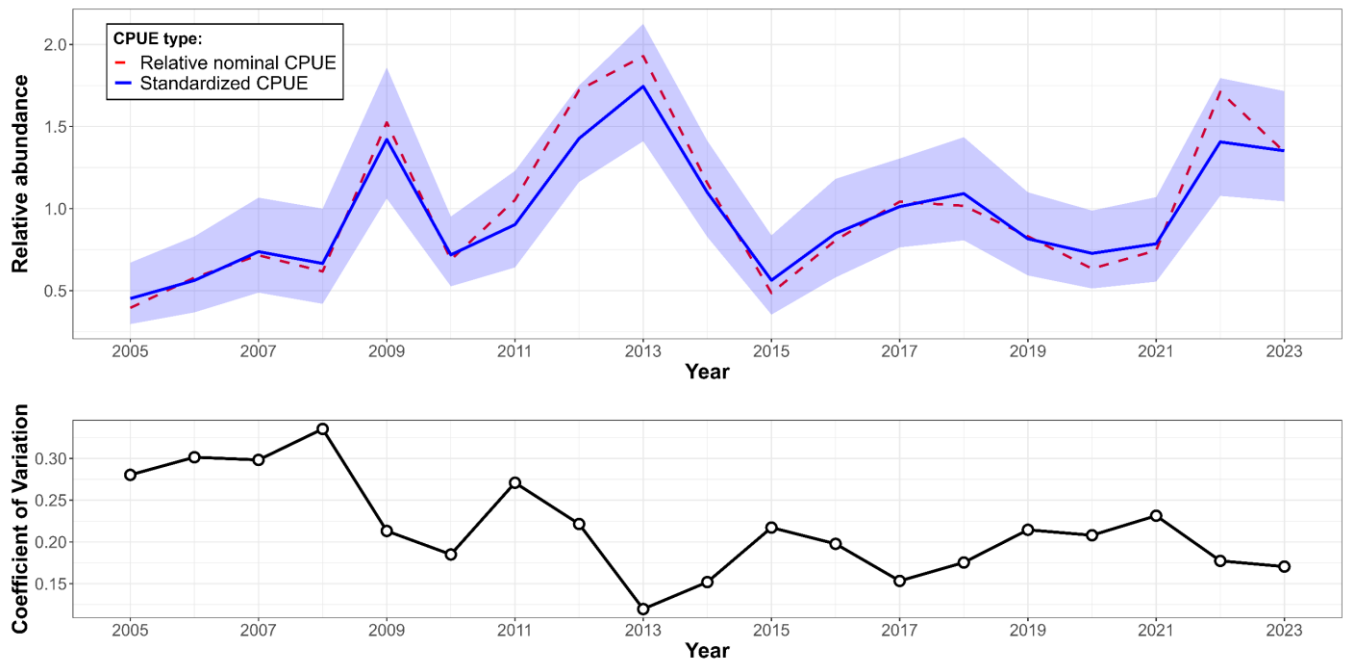 CPUE type:
Relative nominal CPUE
Standardized CPUE
Relative abundance
2.0
1.5
1.0
0.5
2005 2007 2009 2011 2013 2015 2017 2019 2021 2023
Year
Coefficient of Variation
0.30
0.25
0.20
0.15
2005 2007 2009 2011 2013 2015 2017 2019 2021 2023
Year